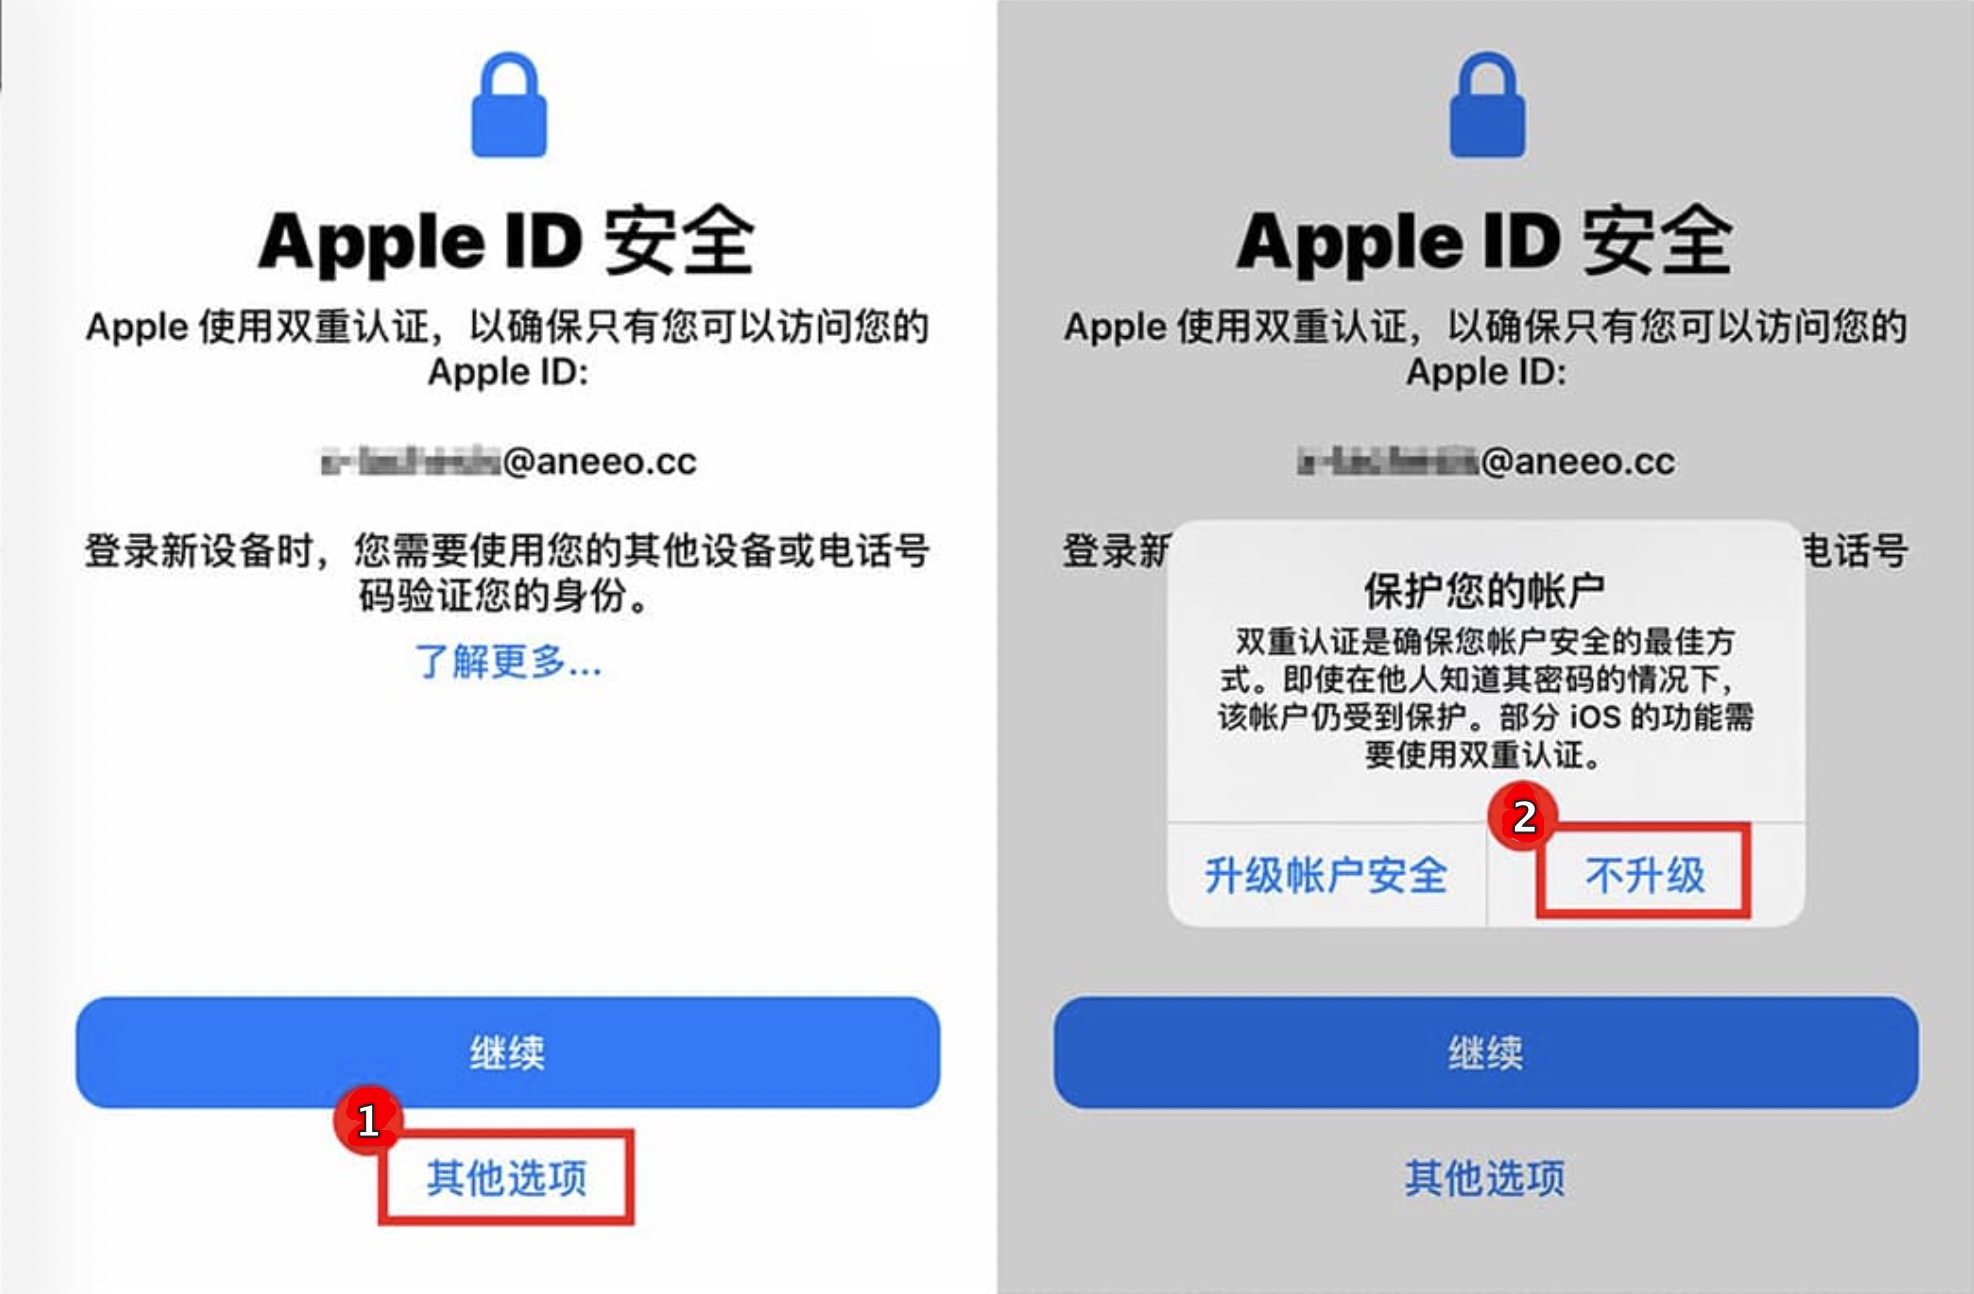 Apple ID 安全
Apple 使用双重认证，以确保只有您可以访问您的
Apple ID:
@aneeo.cc
登录新设备时，您需要使用您的其他设备或电话号
码验证您的身份。
了解更多...
继续
1
其他选项
Apple ID 安全
Apple 使用双重认证，以确保只有您可以访问您的
Apple ID:
@aneeo.cc
登录新
电话号
保护您的帐户
双重认证是确保您帐户安全的最佳方
式。即使在他人知道其密码的情况下，
该帐户仍受到保护。部分 iOS 的功能需
要使用双重认证。
2
升级帐户安全
不升级
继续
其他选项